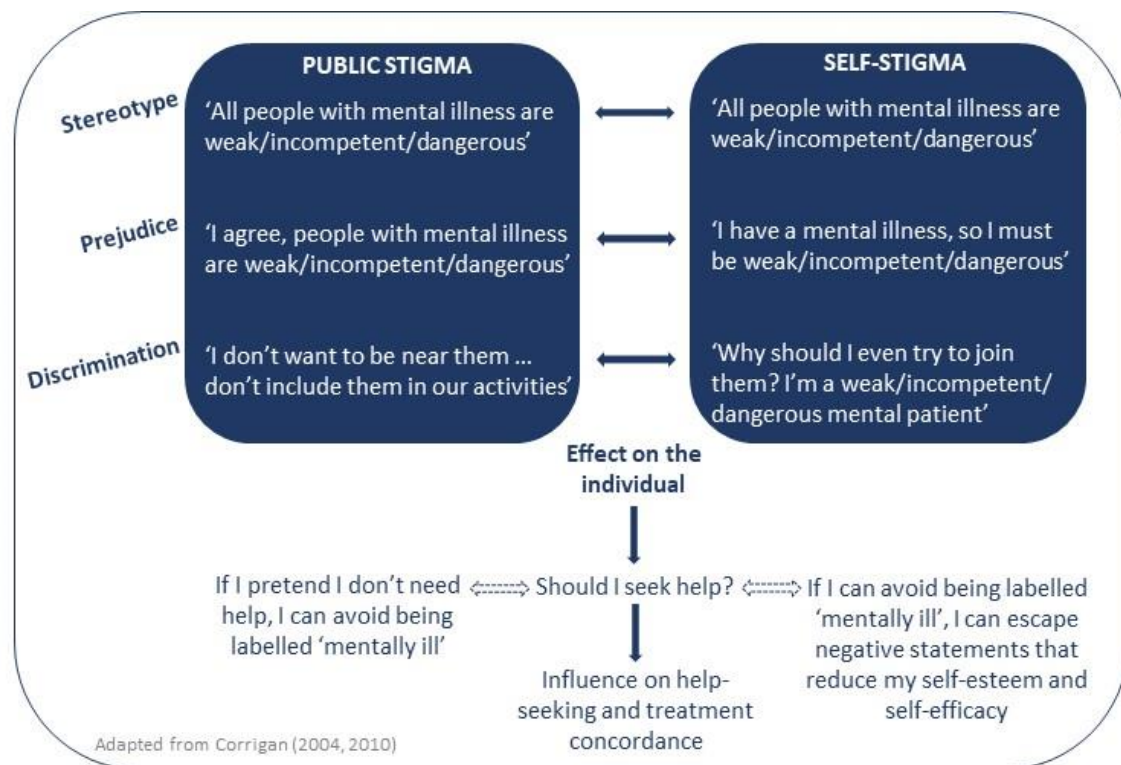 PUBLIC STIGMA
SELF-STIGMA
Stereotype
‘All people with mental illness are
weak/incompetent/dangerous’
‘All people with mental illness are
weak/incompetent/dangerous’
Prejudice
‘I agree, people with mental illness
are weak/incompetent/dangerous’
‘I have a mental illness, so I must
be weak/incompetent/dangerous’
Discrimination
‘I don’t want to be near them ...
don’t include them in our activities’
‘Why should I even try to join
them? I’m a weak/incompetent/
dangerous mental patient’
Effect on the
individual
If I pretend I don’t need
help, I can avoid being
labelled ‘mentally ill’
Should I seek help?
If I can avoid being labelled
‘mentally ill’, I can escape
negative statements that
reduce my self-esteem and
self-efficacy
Influence on help-
seeking and treatment
concordance
Adapted from Corrigan (2004, 2010)